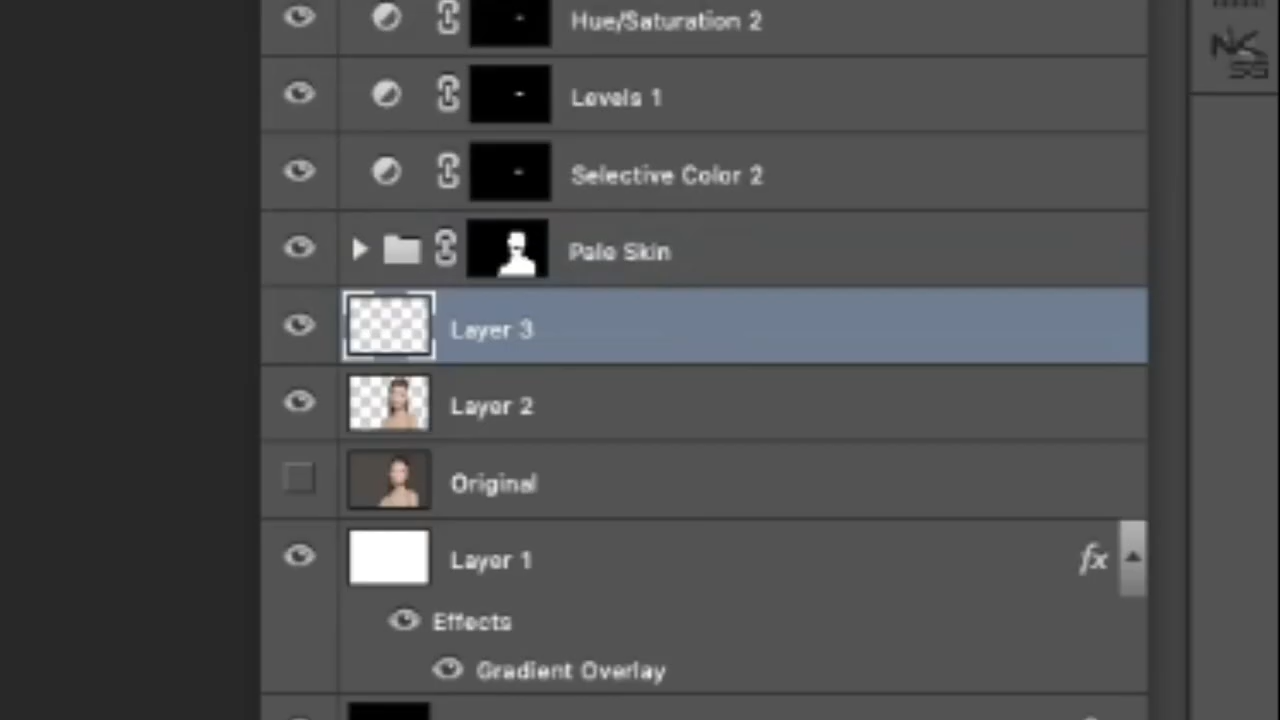 Hue/Saturation 2
Levels 1
Selective Color 2
Pale Skin
Layer 3
Layer 2
Original
Layer 1
fx
Effects
Gradient Overlay